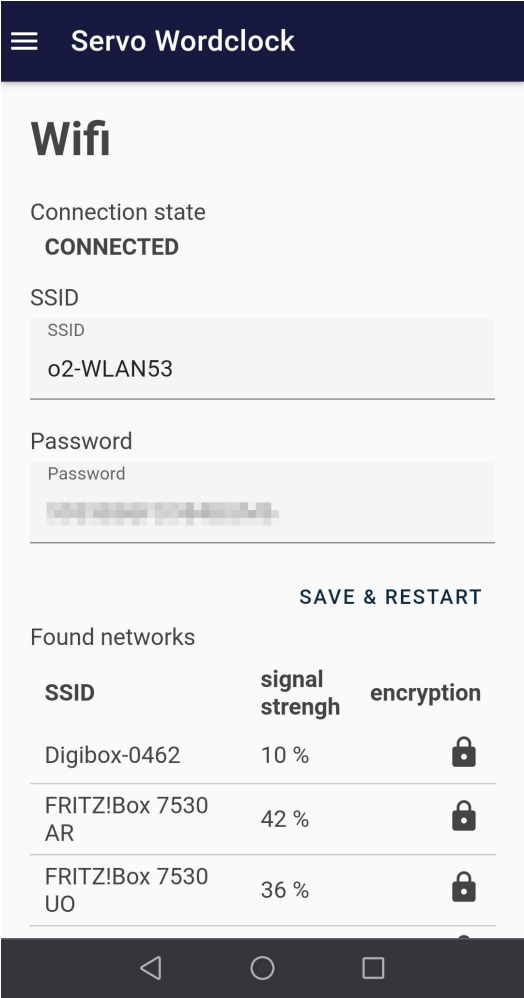 Servo Wordclock
Wifi
Connection state
CONNECTED
SSID
SSID
o2-WLAN53
Password
Password
SAVE & RESTART
Found networks
SSID signal strengh encryption
Digibox-0462 10 %
FRITZ!Box 7530 AR 42 %
FRITZ!Box 7530 UO 36 %